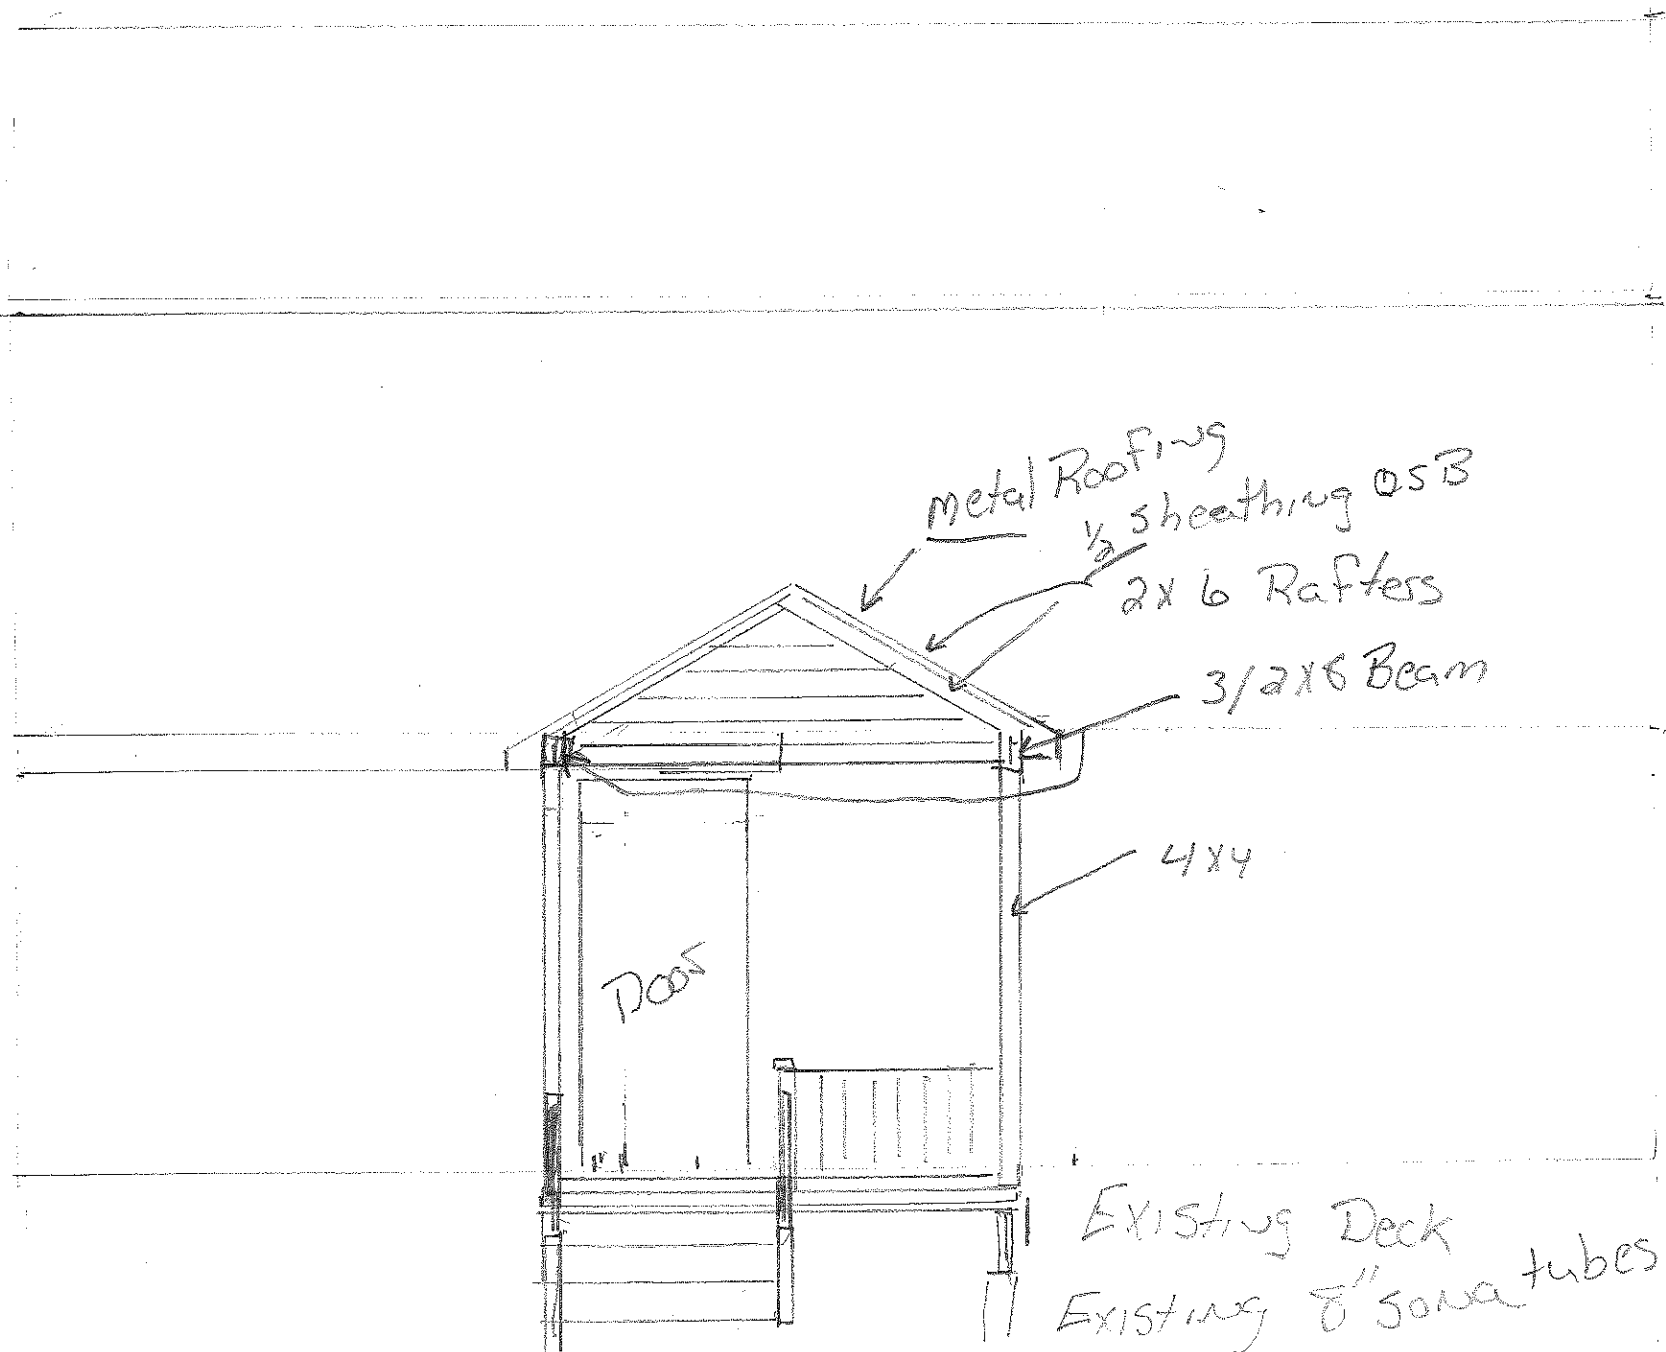 metal Roofing
1/2 sheathing OSB
2x6 Rafters
3/2x8 Beam
4x4
Door
Existing Deck
Existing 8" sona tubes